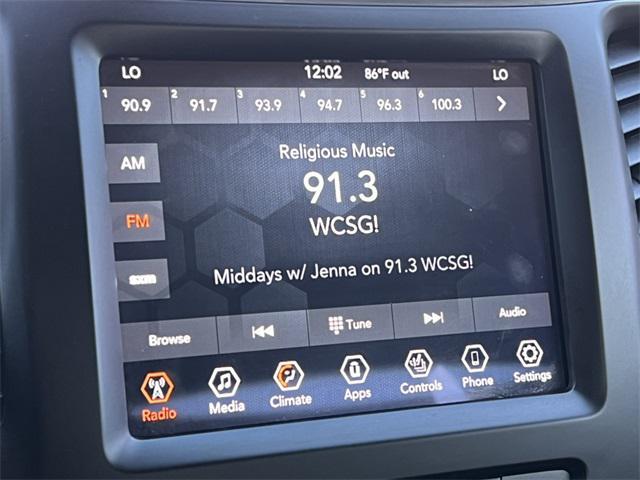 LO 12:02 86°F out LO
1 90.9 2 91.7 3 93.9 4 94.7 5 96.3 6 100.3
AM
Religious Music
91.3
FM
WCSG!
SXM
Middays w/ Jenna on 91.3 WCSG!
Browse Tune Audio
Radio Media Climate Apps Controls Phone Settings